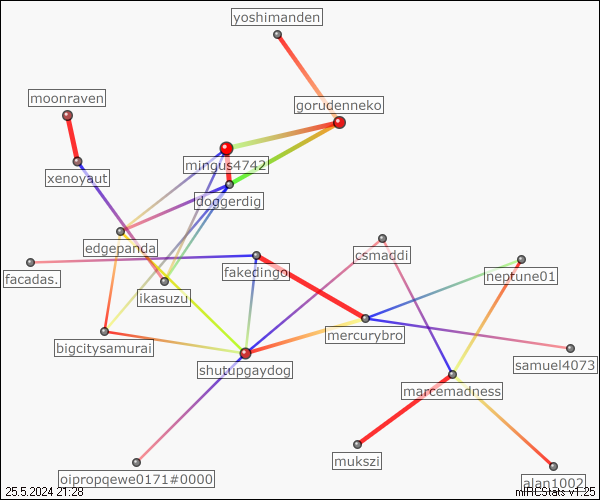 yoshimanden
moonraven
gorudenneko
mingus4742
xenoyaut
doggerdig
edgepanda
csmaddi
facadas.
fakedingo
neptune01
ikasuzu
mercurybro
bigcitysamurai
shutupgaydog
samuel4073
marcemadness
mukszi
oipropqewe0171#0000
alan1002
25.5.2024 21:28
mIRCStats v1.25